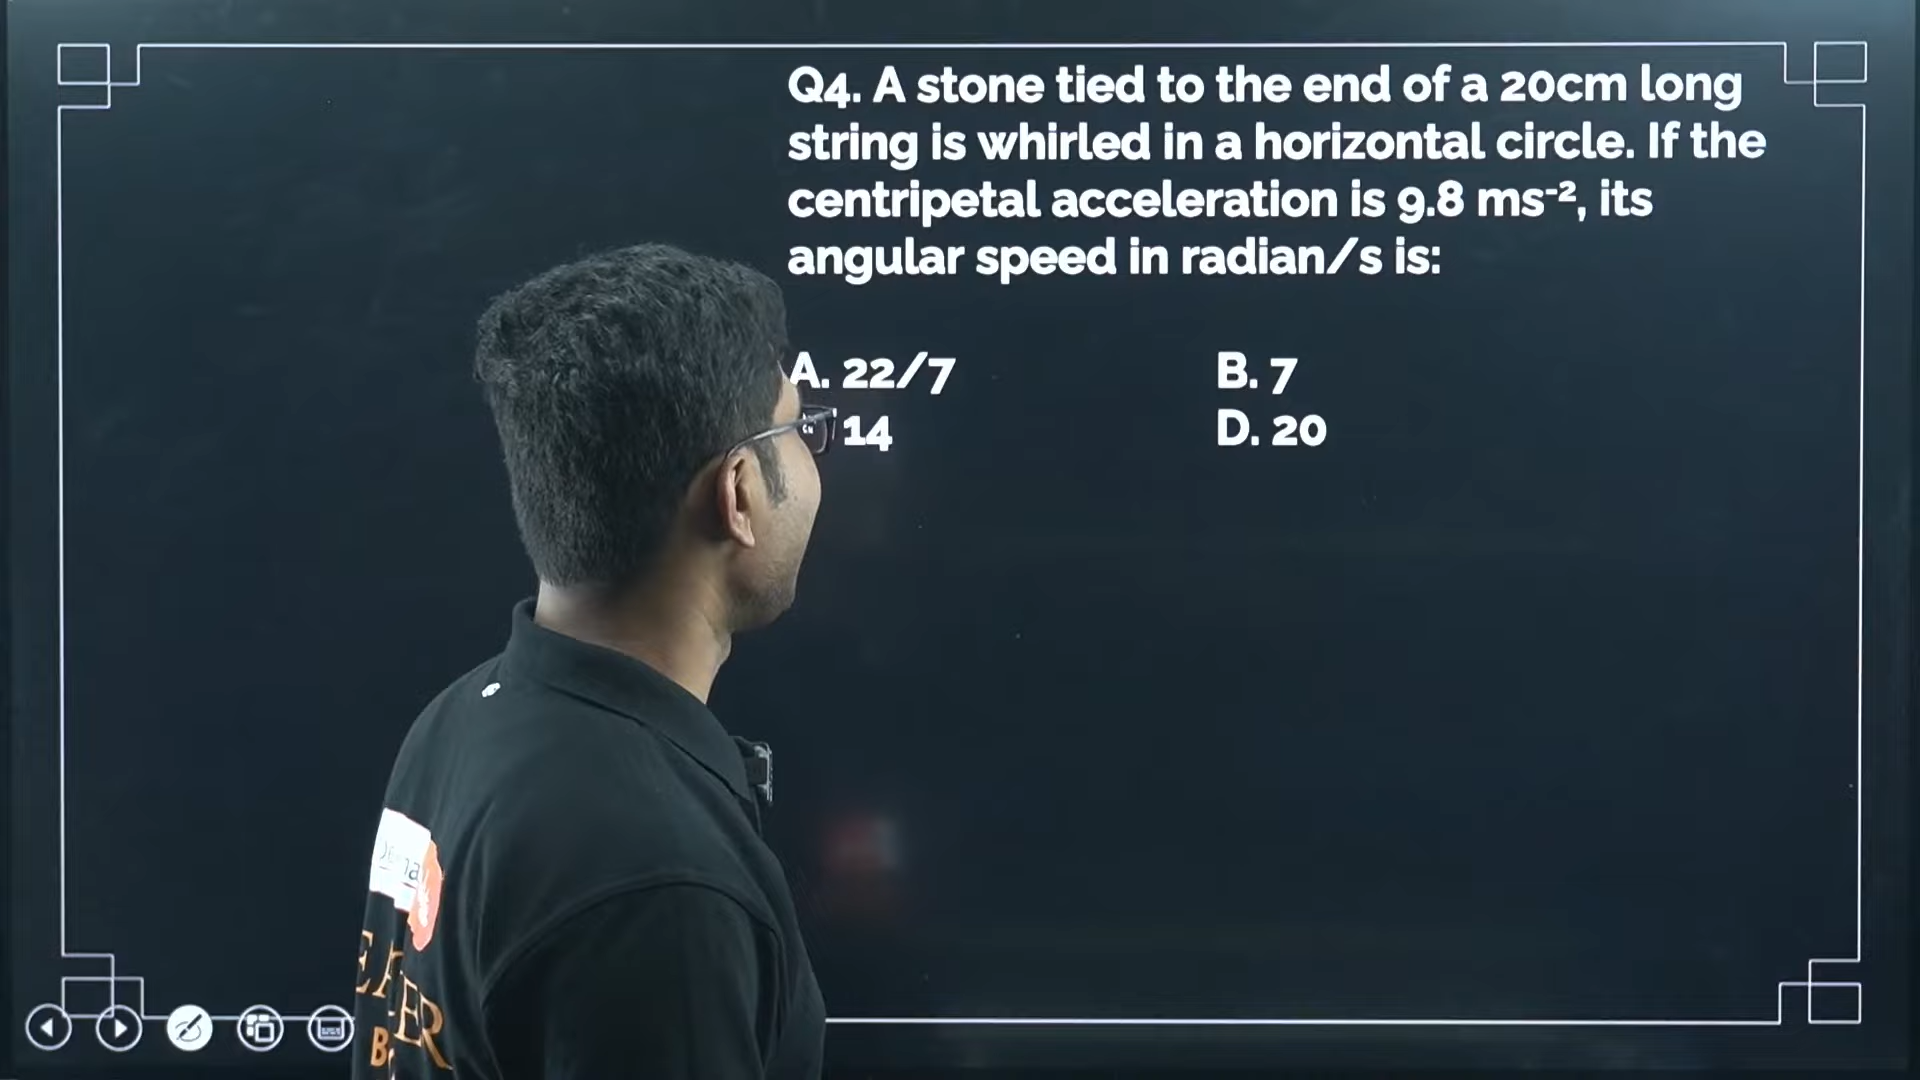 Q4. A stone tied to the end of a 20cm long
string is whirled in a horizontal circle. If the
centripetal acceleration is 9.8 ms⁻², its
angular speed in radian/s is:
A. 22/7 B. 7
14 D. 20